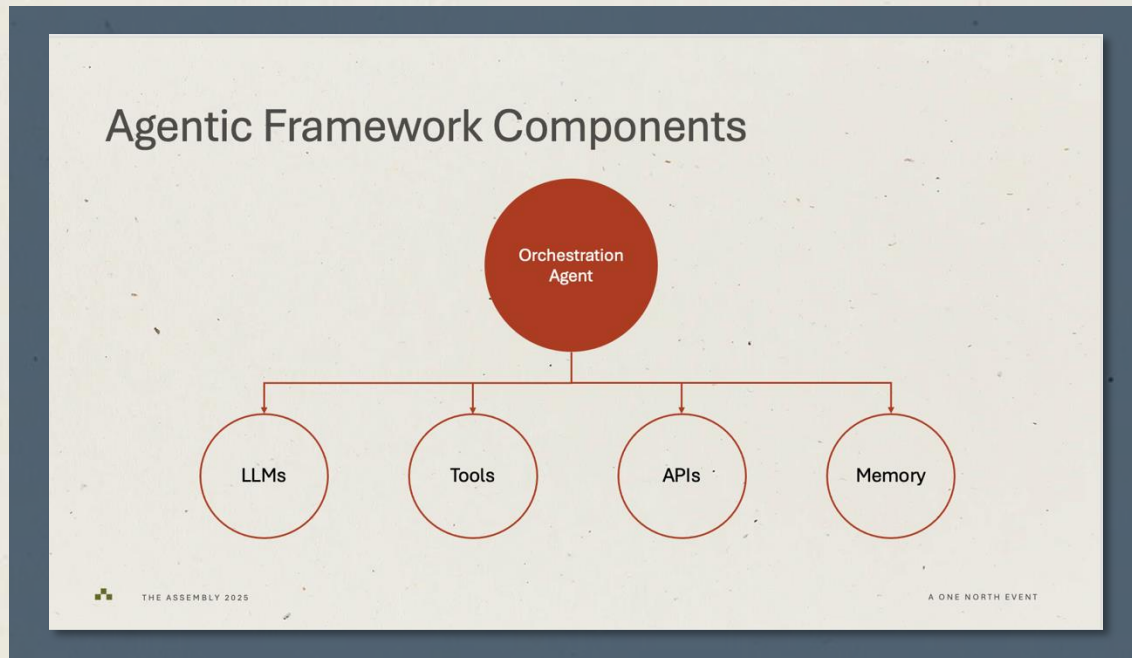 Agentic Framework Components
Orchestration
Agent
LLMs
Tools
APIs
Memory
THE ASSEMBLY 2025
A ONE NORTH EVENT